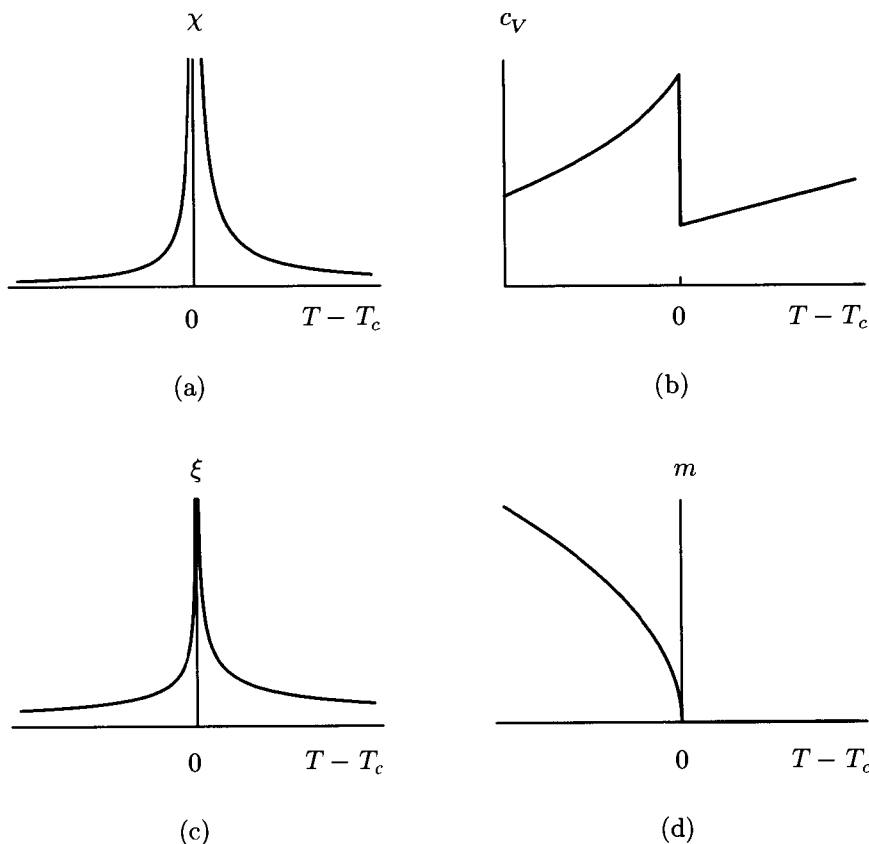 χ
c_V
0
T − T_c
0
T − T_c
(a)
(b)
ξ
m
0
T − T_c
0
T − T_c
(c)
(d)